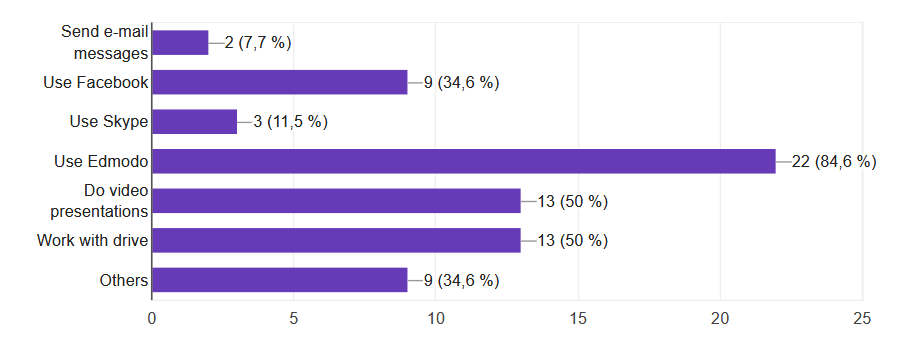 Send e-mail
messages
2 (7,7 %)
Use Facebook
9 (34,6 %)
Use Skype
3 (11,5 %)
Use Edmodo
22 (84,6 %)
Do video
presentations
13 (50 %)
Work with drive
13 (50 %)
Others
9 (34,6 %)
0 5 10 15 20 25